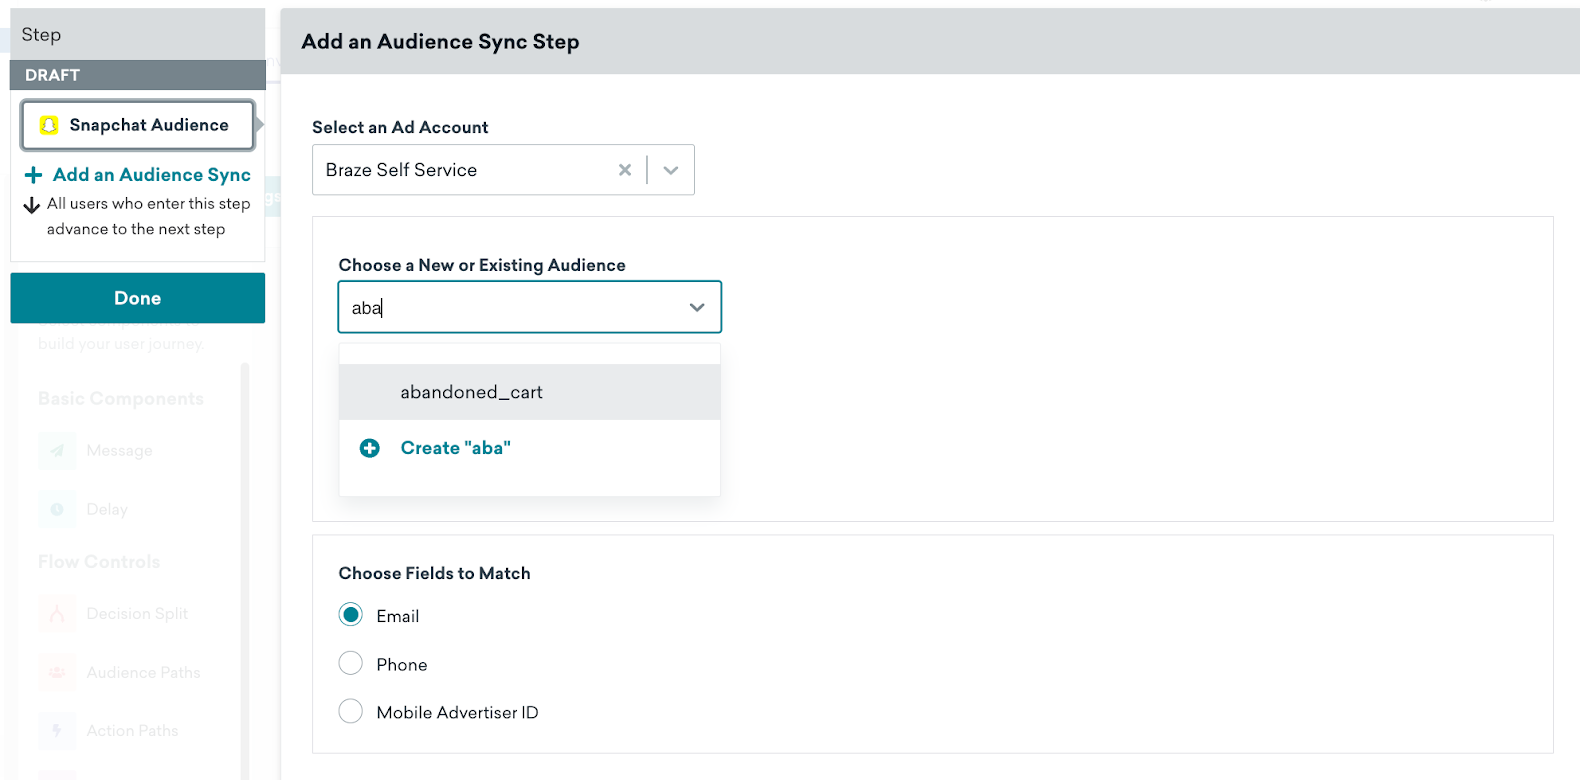 Step
DRAFT
Snapchat Audience
Add an Audience Sync
All users who enter this step
advance to the next step
Done
build your user journey.
Basic Components
Message
Delay
Flow Controls
Decision Split
Audience Paths
Action Paths
Add an Audience Sync Step
Select an Ad Account
Braze Self Service
Choose a New or Existing Audience
aba
abandoned_cart
Create "aba"
Choose Fields to Match
Email
Phone
Mobile Advertiser ID